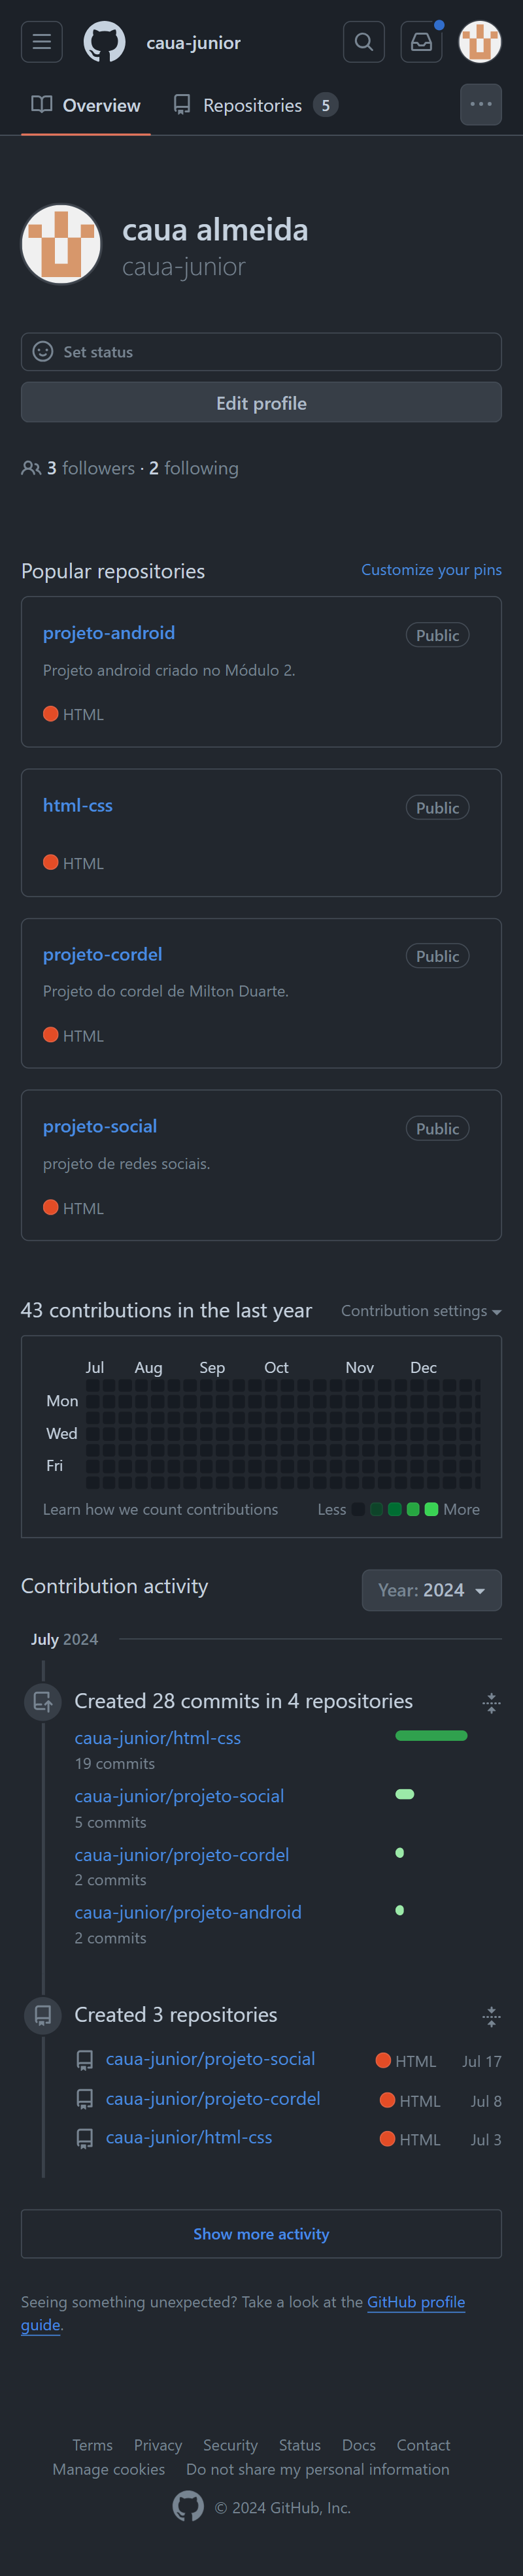 caua-junior
Overview Repositories 5
caua almeida
caua-junior
Set status
Edit profile
3 followers · 2 following
Popular repositories Customize your pins
projeto-android Public
Projeto android criado no Módulo 2.
HTML
html-css Public
HTML
projeto-cordel Public
Projeto do cordel de Milton Duarte.
HTML
projeto-social Public
projeto de redes sociais.
HTML
43 contributions in the last year Contribution settings
Jul Aug Sep Oct Nov Dec
Mon
Wed
Fri
Learn how we count contributions Less More
Contribution activity Year: 2024
July 2024
Created 28 commits in 4 repositories
caua-junior/html-css
19 commits
caua-junior/projeto-social
5 commits
caua-junior/projeto-cordel
2 commits
caua-junior/projeto-android
2 commits
Created 3 repositories
caua-junior/projeto-social HTML Jul 17
caua-junior/projeto-cordel HTML Jul 8
caua-junior/html-css HTML Jul 3
Show more activity
Seeing something unexpected? Take a look at the GitHub profile
guide.
Terms Privacy Security Status Docs Contact
Manage cookies Do not share my personal information
© 2024 GitHub, Inc.